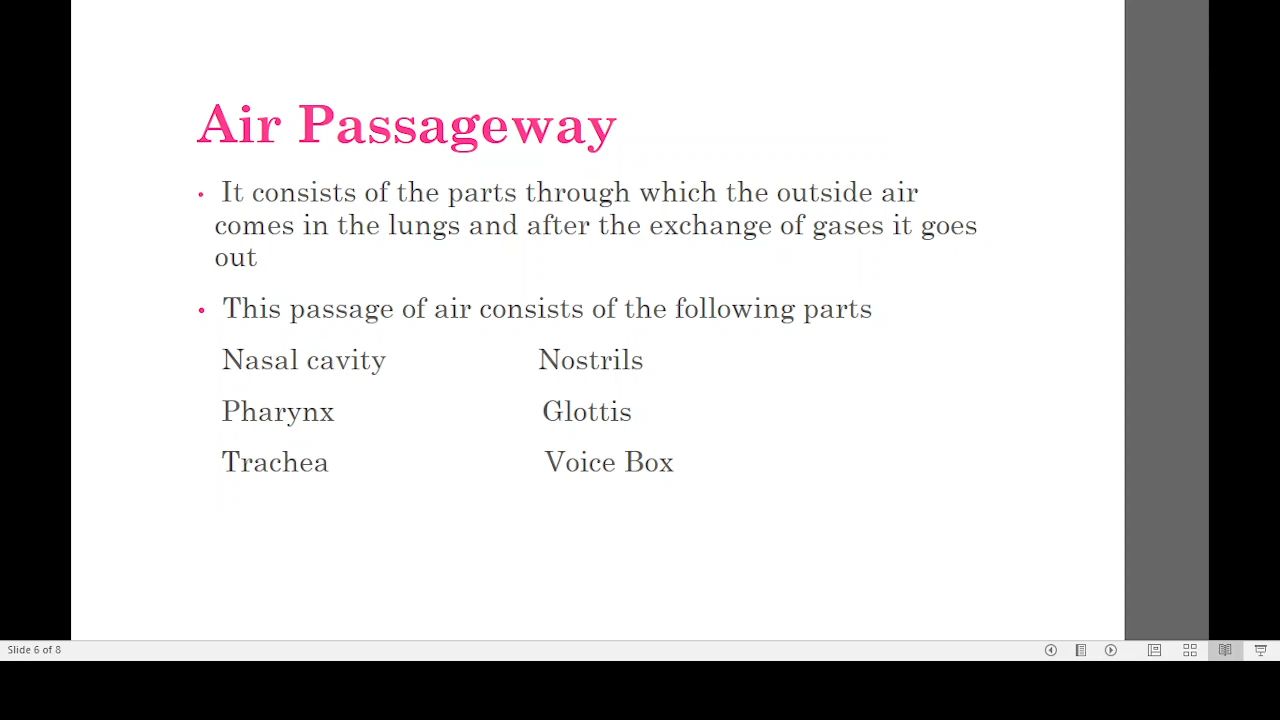 Air Passageway
• It consists of the parts through which the outside air
comes in the lungs and after the exchange of gases it goes
out
• This passage of air consists of the following parts
Nasal cavity Nostrils
Pharynx Glottis
Trachea Voice Box
Slide 6 of 8